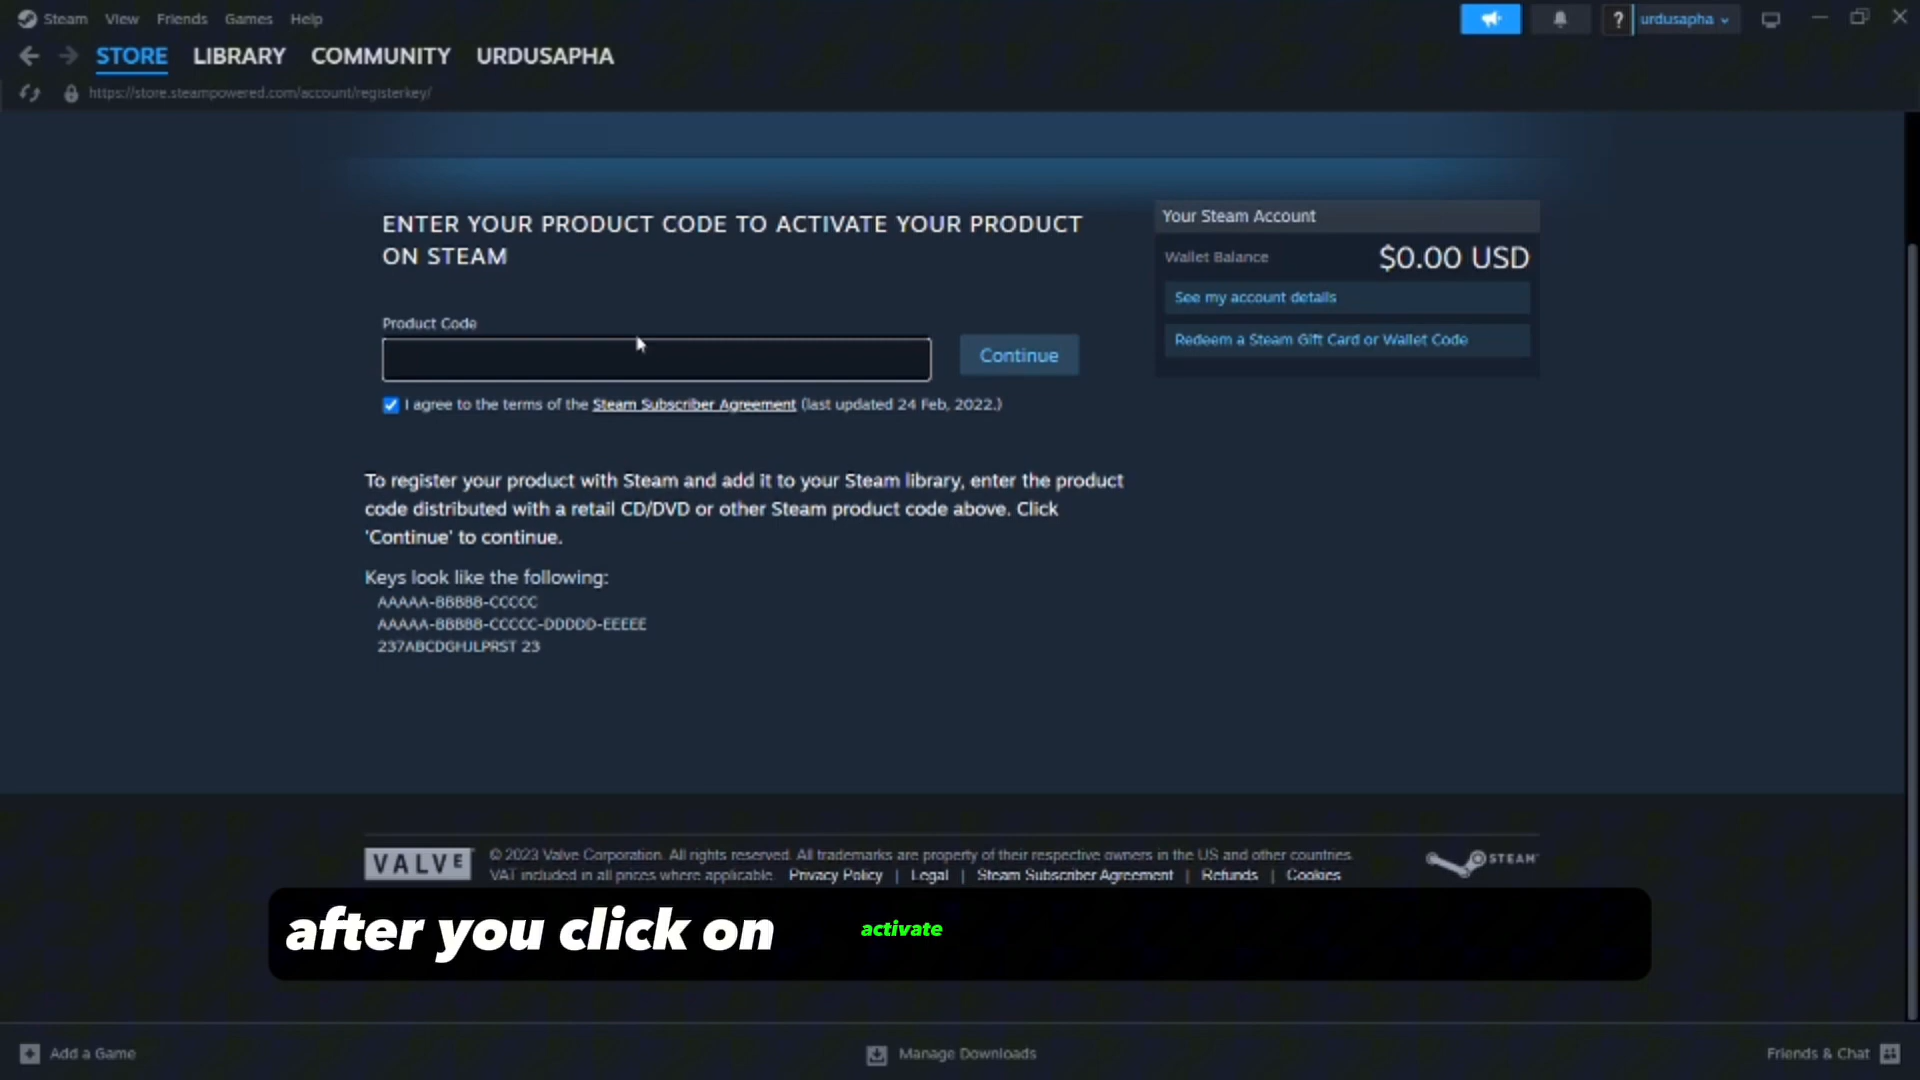 Steam View Friends Games Help
? urdusapha
STORE LIBRARY COMMUNITY URDUSAPHA
https://store.steampowered.com/account/registerkey/
ENTER YOUR PRODUCT CODE TO ACTIVATE YOUR PRODUCT
ON STEAM
Product Code
Continue
I agree to the terms of the Steam Subscriber Agreement (last updated 24 Feb, 2022.)
Your Steam Account
Wallet Balance $0.00 USD
See my account details
Redeem a Steam Gift Card or Wallet Code
To register your product with Steam and add it to your Steam library, enter the product
code distributed with a retail CD/DVD or other Steam product code above. Click
'Continue' to continue.
Keys look like the following:
AAAAA-BBBBB-CCCCC
AAAAA-BBBBB-CCCCC-DDDDD-EEEEE
237ABCDGHJLPRST 23
VALVE
© 2023 Valve Corporation. All rights reserved. All trademarks are property of their respective owners in the US and other countries.
VAT included in all prices where applicable. Privacy Policy | Legal | Steam Subscriber Agreement | Refunds | Cookies
STEAM
after you click on activate
Add a Game
Manage Downloads
Friends & Chat